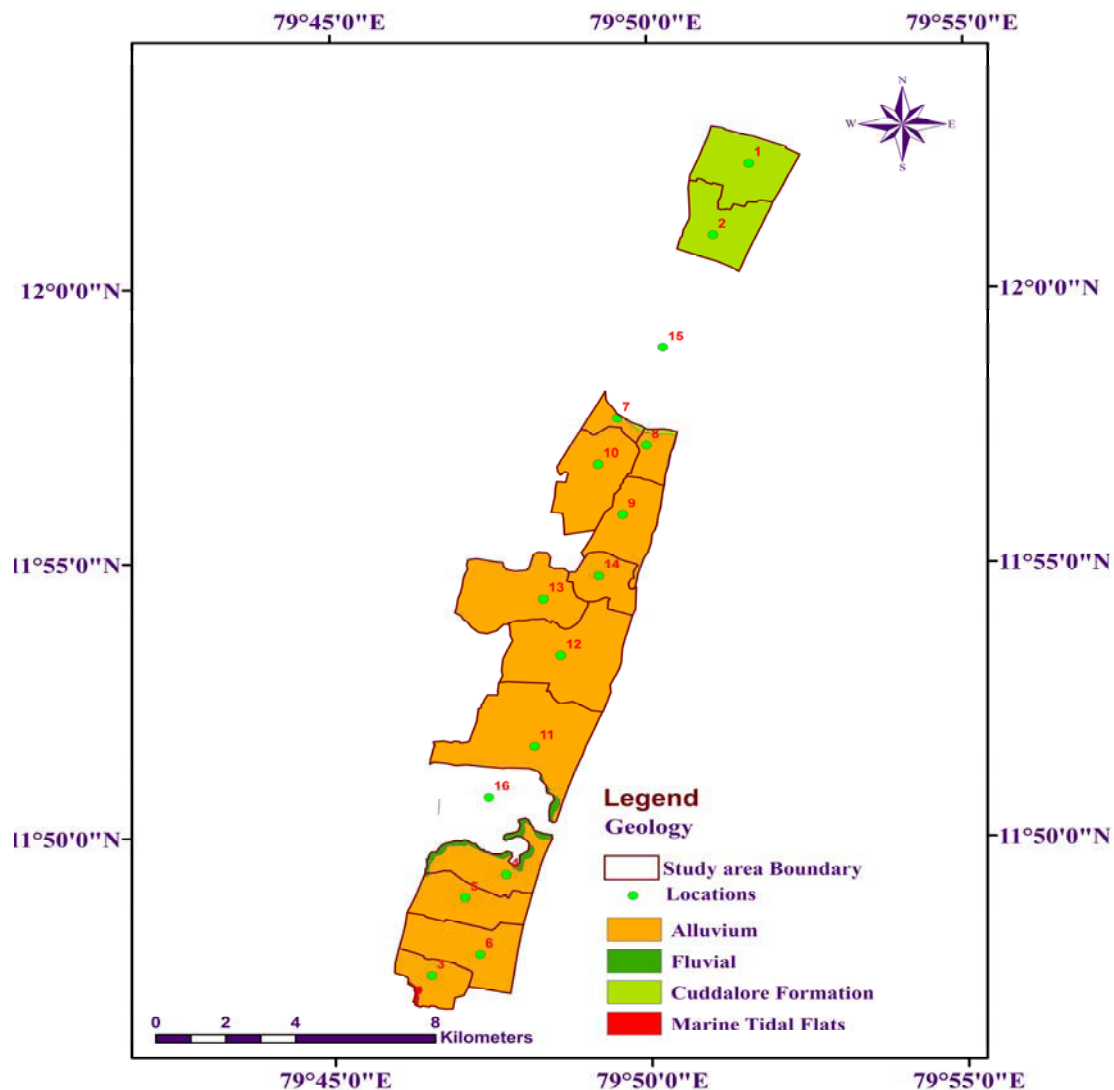 79°45'0"E 79°50'0"E 79°55'0"E
N
W E
S
1
2
12°0'0"N 12°0'0"N
15
7
8
10
9
11°55'0"N 11°55'0"N
14
13
12
11
16
Legend
Geology
11°50'0"N 11°50'0"N
4
Study area Boundary
5
Locations
Alluvium
6
Fluvial
3
Cuddalore Formation
Marine Tidal Flats
0 2 4 8
Kilometers
79°45'0"E 79°50'0"E 79°55'0"E